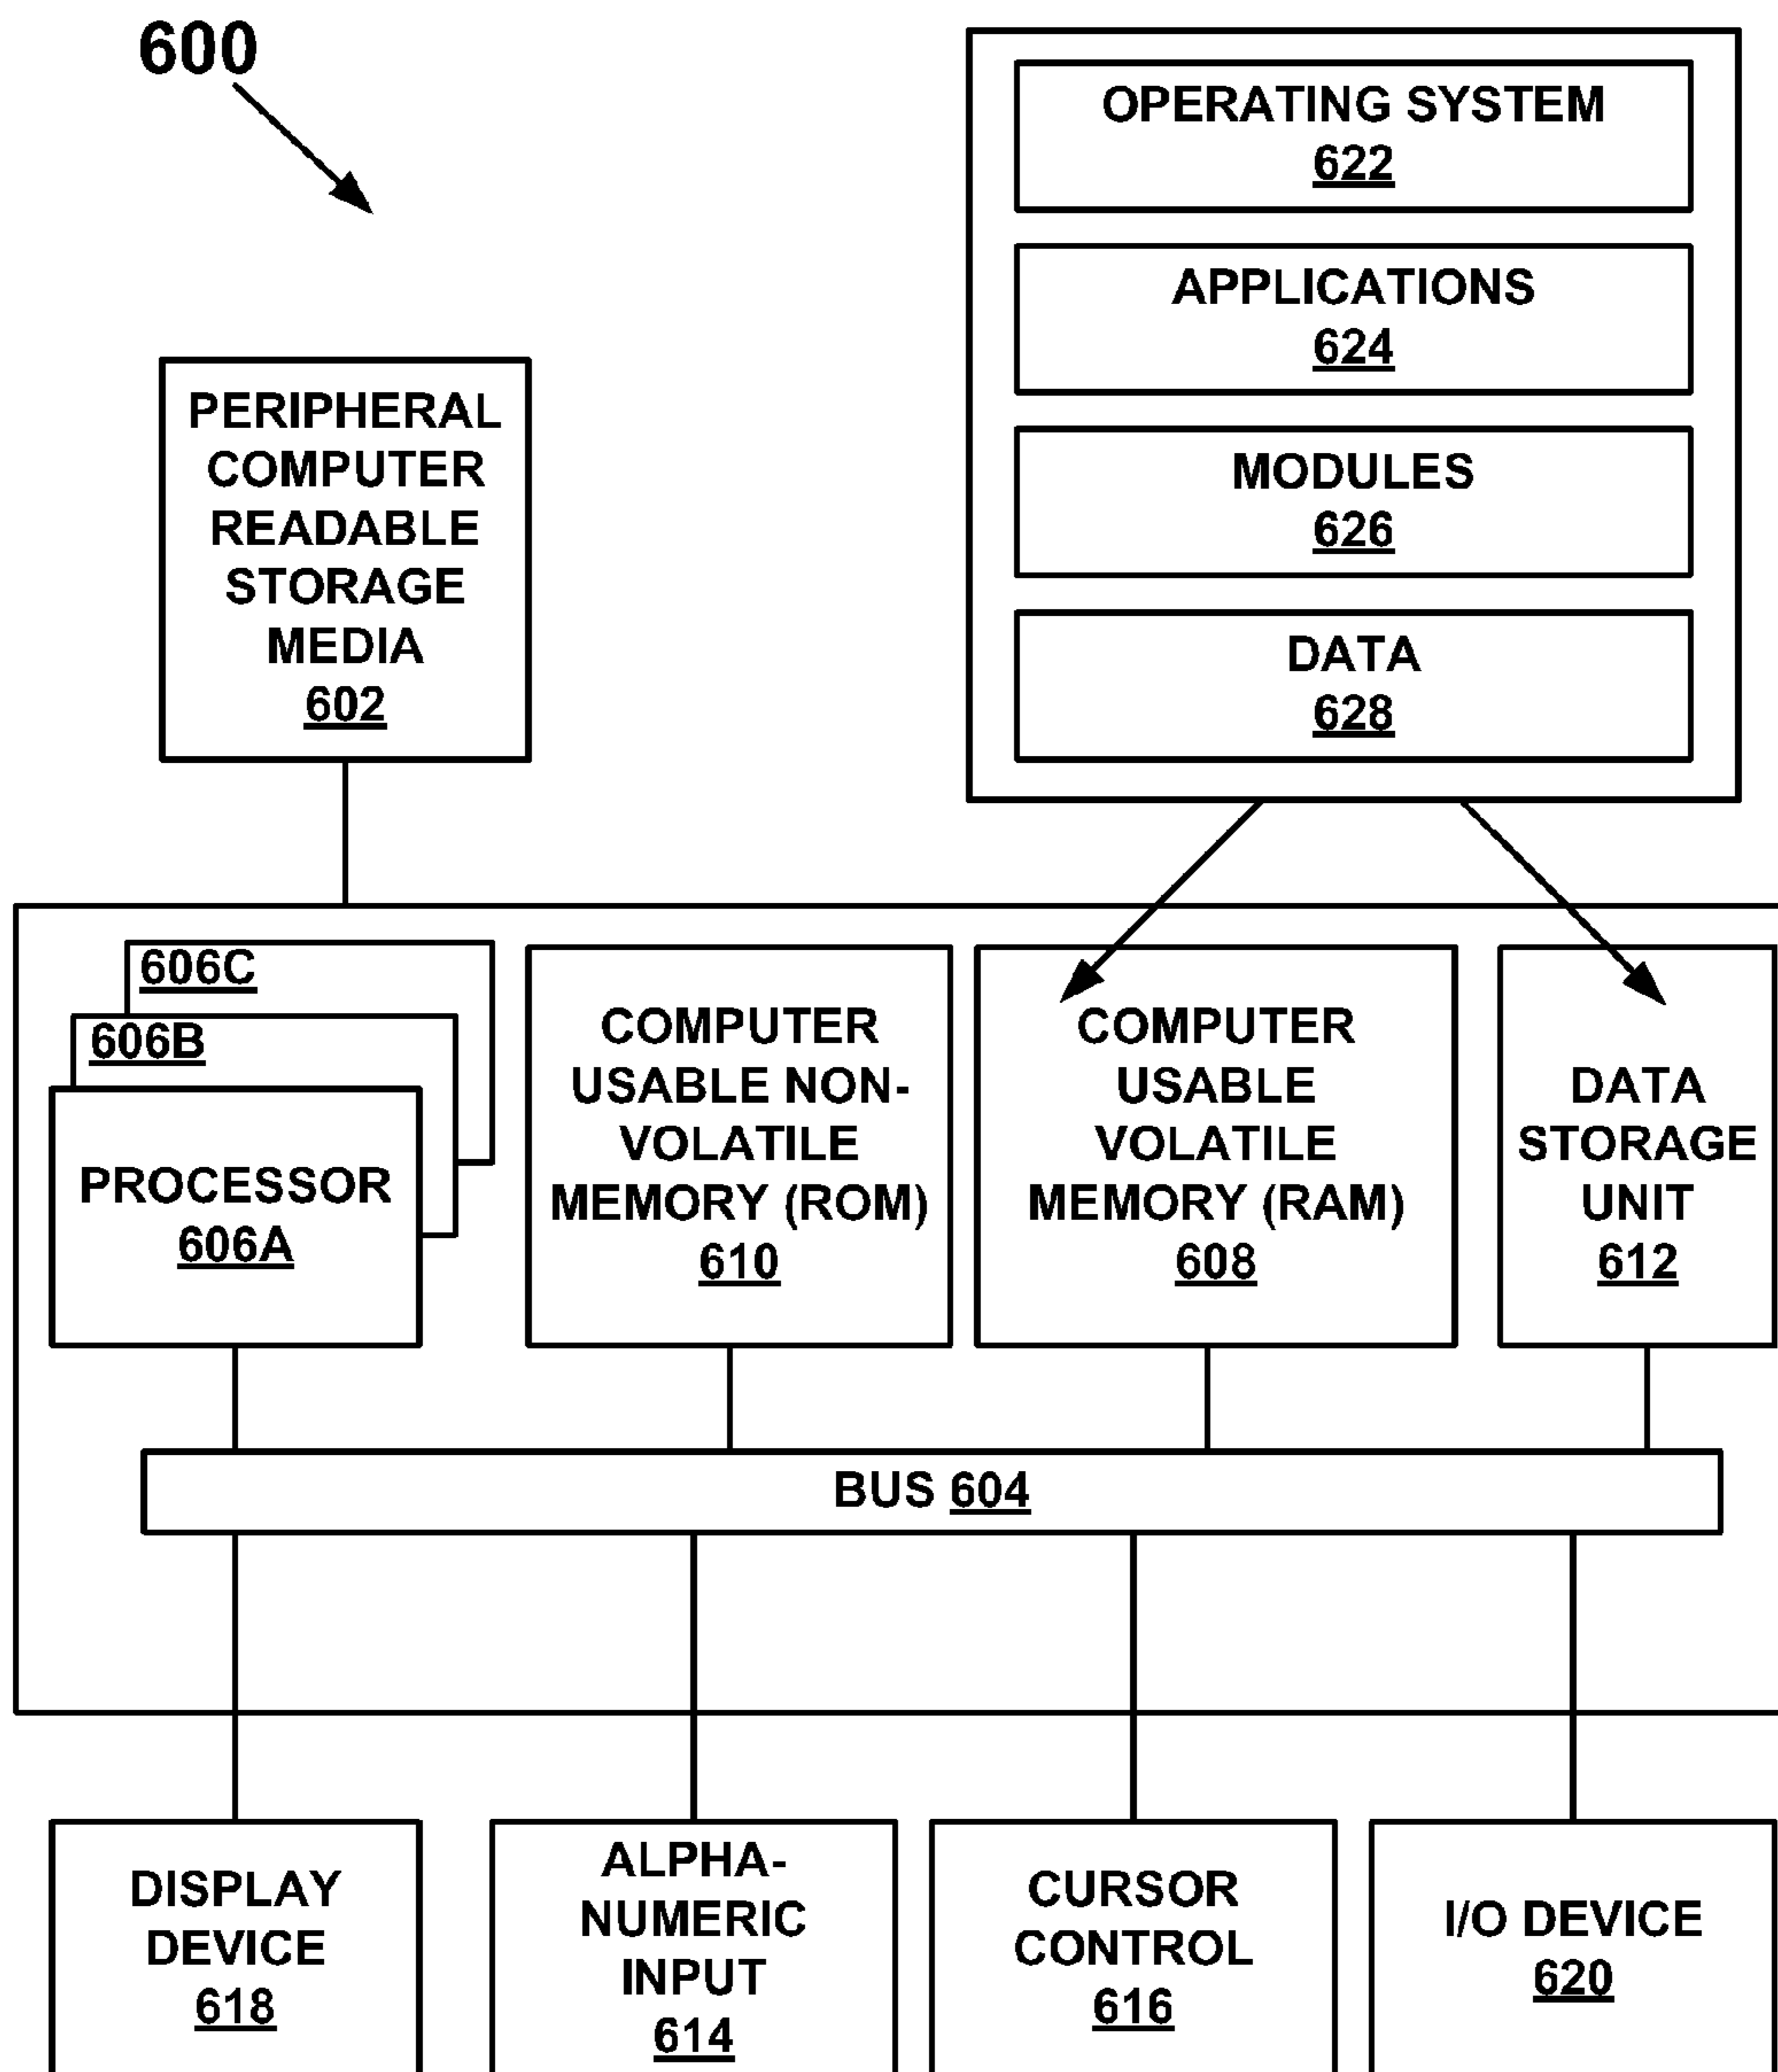 600
OPERATING SYSTEM
622
APPLICATIONS
624
MODULES
626
DATA
628
PERIPHERAL
COMPUTER
READABLE
STORAGE
MEDIA
602
606C
606B
PROCESSOR
606A
COMPUTER
USABLE NON-
VOLATILE
MEMORY (ROM)
610
COMPUTER
USABLE
VOLATILE
MEMORY (RAM)
608
DATA
STORAGE
UNIT
612
BUS 604
DISPLAY
DEVICE
618
ALPHA-
NUMERIC
INPUT
614
CURSOR
CONTROL
616
I/O DEVICE
620